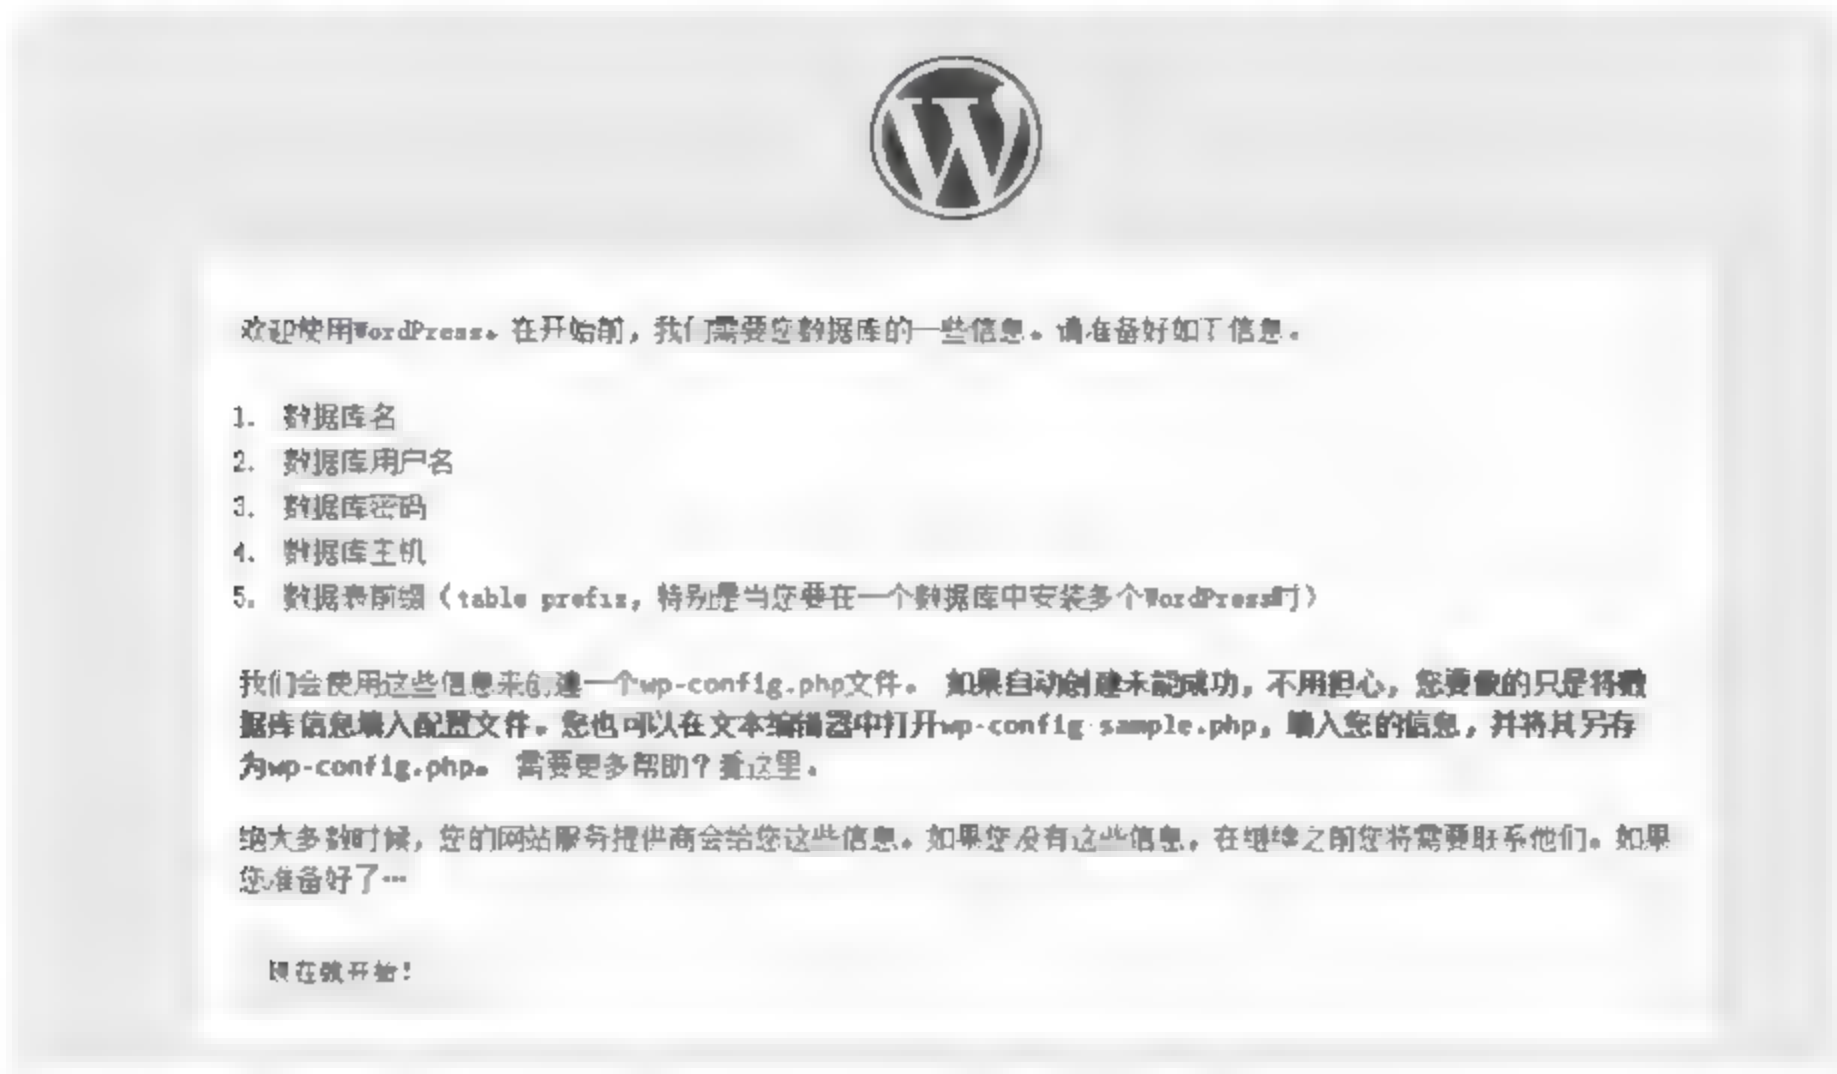 欢迎使用WordPress。在开始前，我们需要您数据库的一些信息。请准备好如下信息。
1. 数据库名
2. 数据库用户名
3. 数据库密码
4. 数据库主机
5. 数据表前缀（table prefix, 特别是当您要在一个数据库中安装多个WordPress时）
我们会使用这些信息来创建一个wp-config.php文件。 如果自动创建未能成功，不用担心，您要做的只是将数
据库信息填入配置文件。您也可以在文本编辑器中打开wp-config-sample.php，填入您的信息，并将其另存
为wp-config.php。 需要更多帮助？看这里。
绝大多数时候，您的网站服务提供商会给您这些信息。如果您没有这些信息，在继续之前您将需要联系他们。如果
您准备好了…
现在就开始！